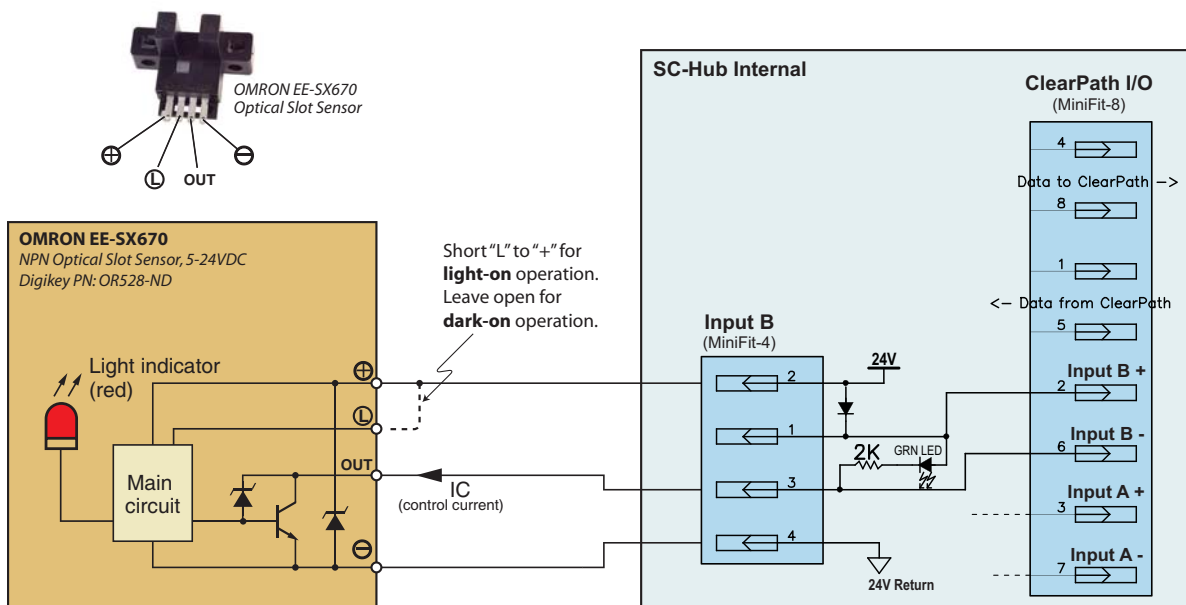 OMRON EE-SX670
Optical Slot Sensor
+
L
OUT
−
OMRON EE-SX670
NPN Optical Slot Sensor, 5-24VDC
Digikey PN: OR528-ND
Light indicator
(red)
Main
circuit
+
L
OUT
−
Short “L” to “+” for
light-on operation.
Leave open for
dark-on operation.
IC
(control current)
SC-Hub Internal
Input B
(MiniFit-4)
2
1
3
4
24V
2K
GRN LED
24V Return
ClearPath I/O
(MiniFit-8)
4
Data to ClearPath –>
8
1
<– Data from ClearPath
5
Input B +
2
Input B -
6
Input A +
3
Input A -
7